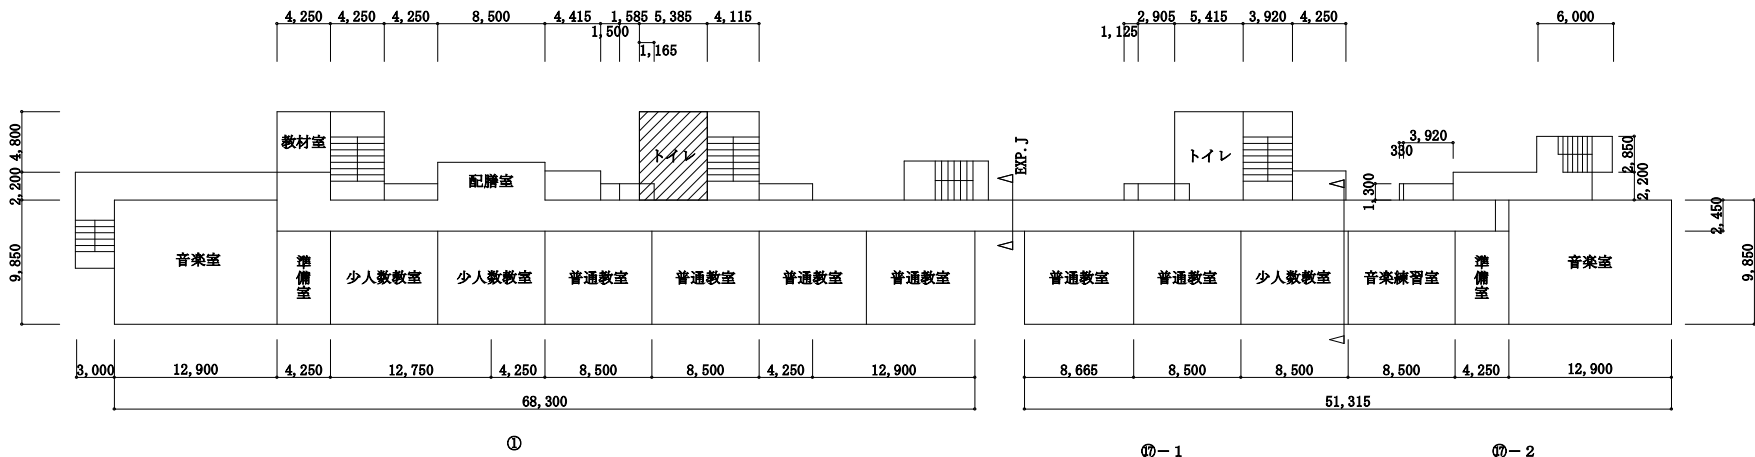 4,250 4,250 4,250 8,500 4,415 1,585 5,385 4,115 2,905 5,415 3,920 4,250 6,000
1,500 1,125
1,165
教材室
トイレ
トイレ
配膳室
EXP.J
3,920
330
2,850
2,200
1,300
4,800
2,200
9,850
2,450
9,850
音楽室
準備室
少人数教室
少人数教室
普通教室
普通教室
普通教室
普通教室
普通教室
普通教室
少人数教室
音楽練習室
準備室
音楽室
3,000 12,900 4,250 12,750 4,250 8,500 8,500 4,250 12,900 8,665 8,500 8,500 8,500 4,250 12,900
68,300 51,315
① ⑰－1 ⑰－2